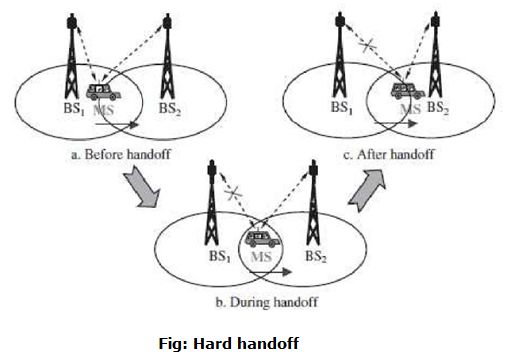 BS1 MS BS2
a. Before handoff
BS1 MS BS2
c. After handoff
BS1 MS BS2
b. During handoff
Fig: Hard handoff